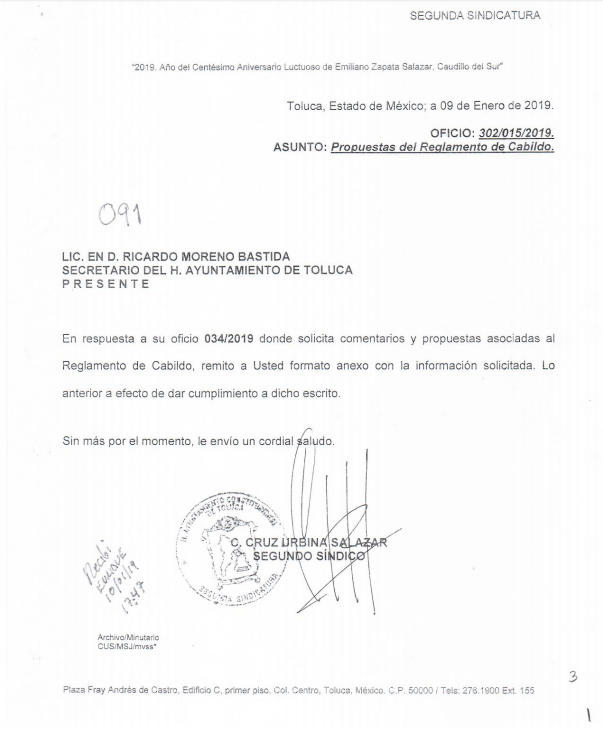 SEGUNDA SINDICATURA
"2019. Año del Centésimo Aniversario Luctuoso de Emiliano Zapata Salazar, Caudillo del Sur"
Toluca, Estado de México; a 09 de Enero de 2019.
OFICIO: 302/015/2019.
ASUNTO: Propuestas del Reglamento de Cabildo.
091
LIC. EN D. RICARDO MORENO BASTIDA
SECRETARIO DEL H. AYUNTAMIENTO DE TOLUCA
P R E S E N T E
En respuesta a su oficio 034/2019 donde solicita comentarios y propuestas asociadas al
Reglamento de Cabildo, remito a Usted formato anexo con la información solicitada. Lo
anterior a efecto de dar cumplimiento a dicho escrito.
Sin más por el momento, le envío un cordial saludo.
H. AYUNTAMIENTO CONSTITUCIONAL
DE TOLUCA
SEGUNDA SINDICATURA
C. CRUZ URBINA SALAZAR
SEGUNDO SÍNDICO
Recibí
Enrique
10/01/19
17:47
Archivo/Minutario
CUS/MSJ/mvss*
Plaza Fray Andrés de Castro, Edificio C, primer piso, Col. Centro, Toluca, México. C.P. 50000 / Tels: 276.1900 Ext. 155
3
1